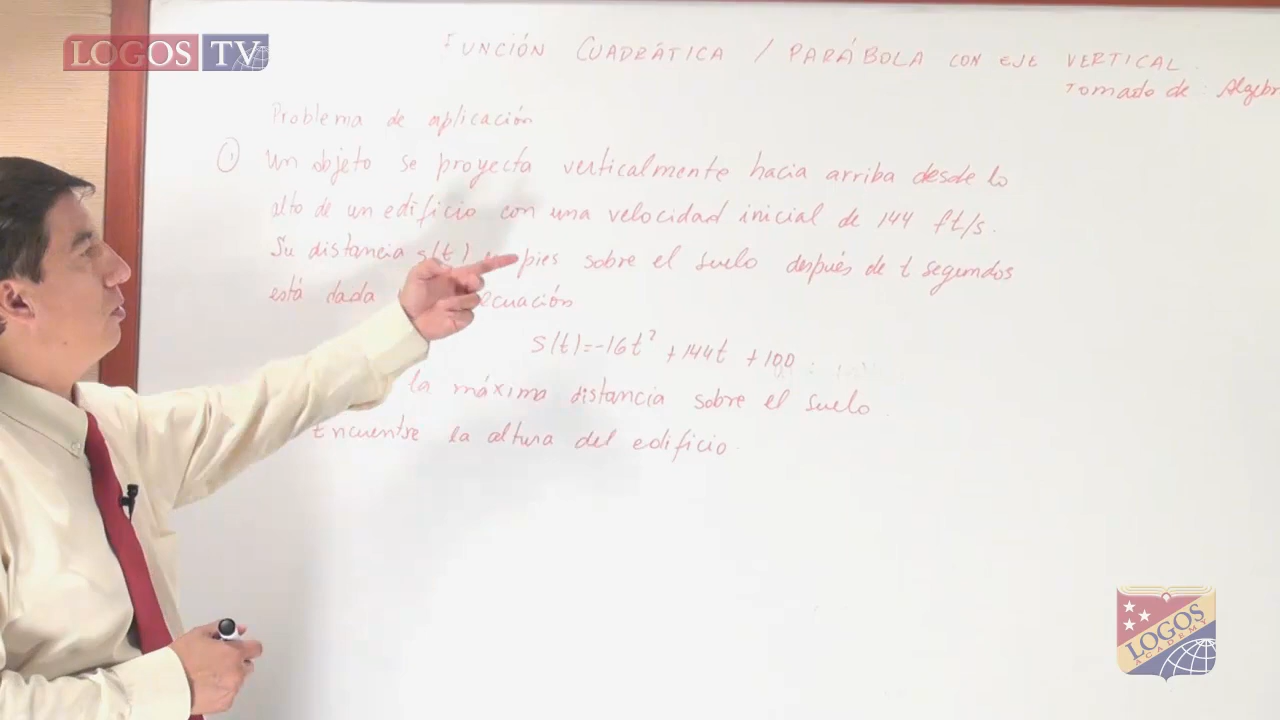 LOGOS TV
FUNCIÓN CUADRÁTICA / PARÁBOLA CON EJE VERTICAL.
Tomado de: Algebr
Problema de aplicación
① Un objeto se proyecta verticalmente hacia arriba desde lo
alto de un edificio con una velocidad inicial de 144 ft/s.
Su distancia s(t) pies sobre el suelo después de t segundos
está dada ecuación
s(t)=-16t² + 144t + 100
la máxima distancia sobre el suelo.
Encuentre la altura del edificio.
LOGOS
ACADEMY